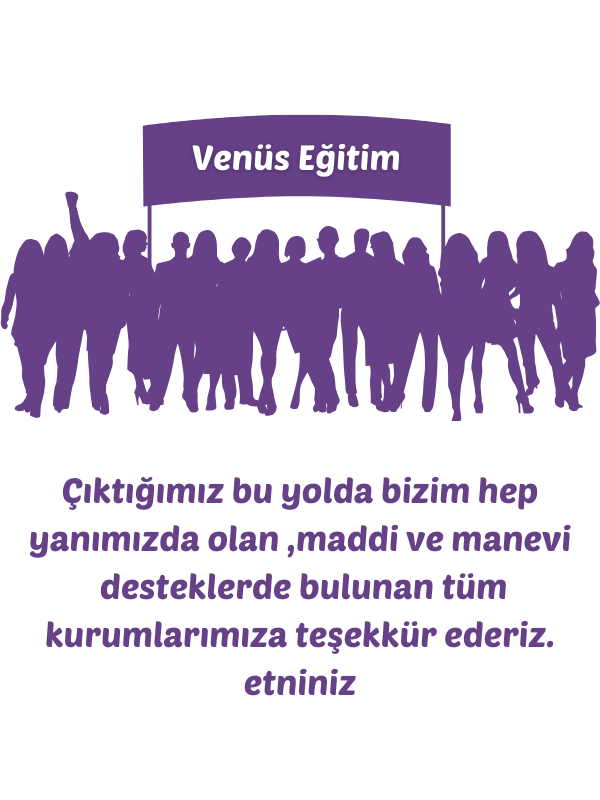 Venüs Eğitim
Çıktığımız bu yolda bizim hep
yanımızda olan ,maddi ve manevi
desteklerde bulunan tüm
kurumlarımıza teşekkür ederiz.
etniniz